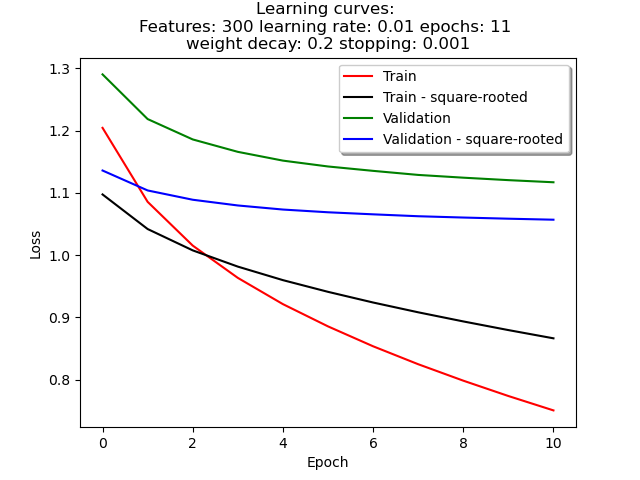 Learning curves:
Features: 300 learning rate: 0.01 epochs: 11
weight decay: 0.2 stopping: 0.001
Train
Train - square-rooted
Validation
Validation - square-rooted
1.3
1.2
1.1
1.0
0.9
0.8
Loss
0 2 4 6 8 10
Epoch